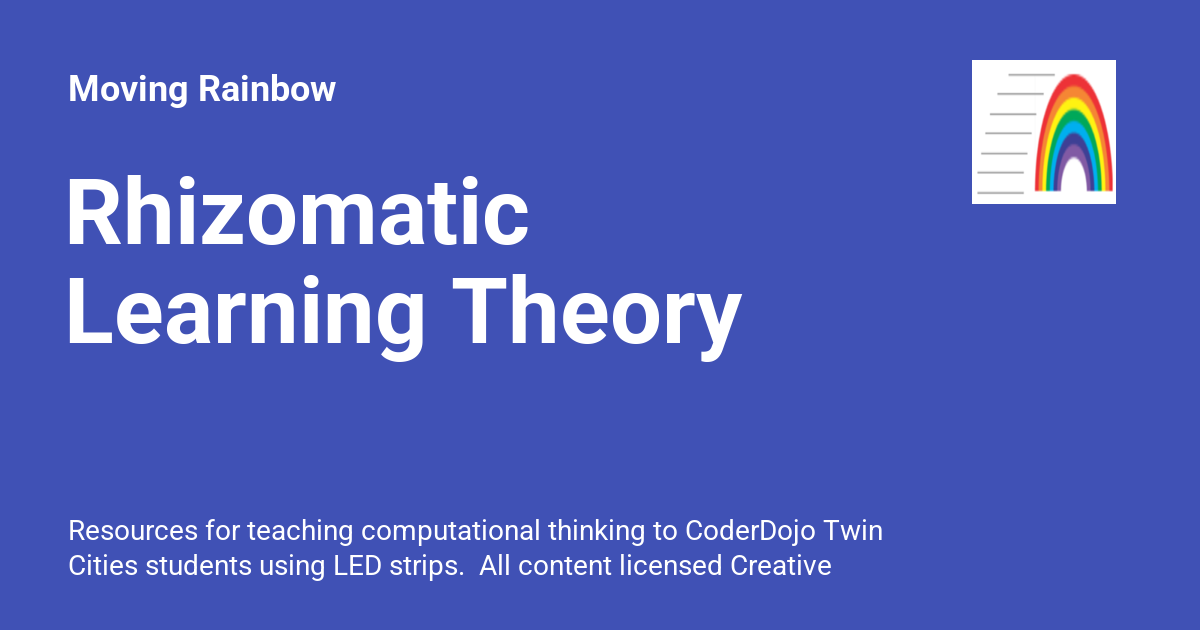 Moving Rainbow
Rhizomatic
Learning Theory
Resources for teaching computational thinking to CoderDojo Twin
Cities students using LED strips.  All content licensed Creative